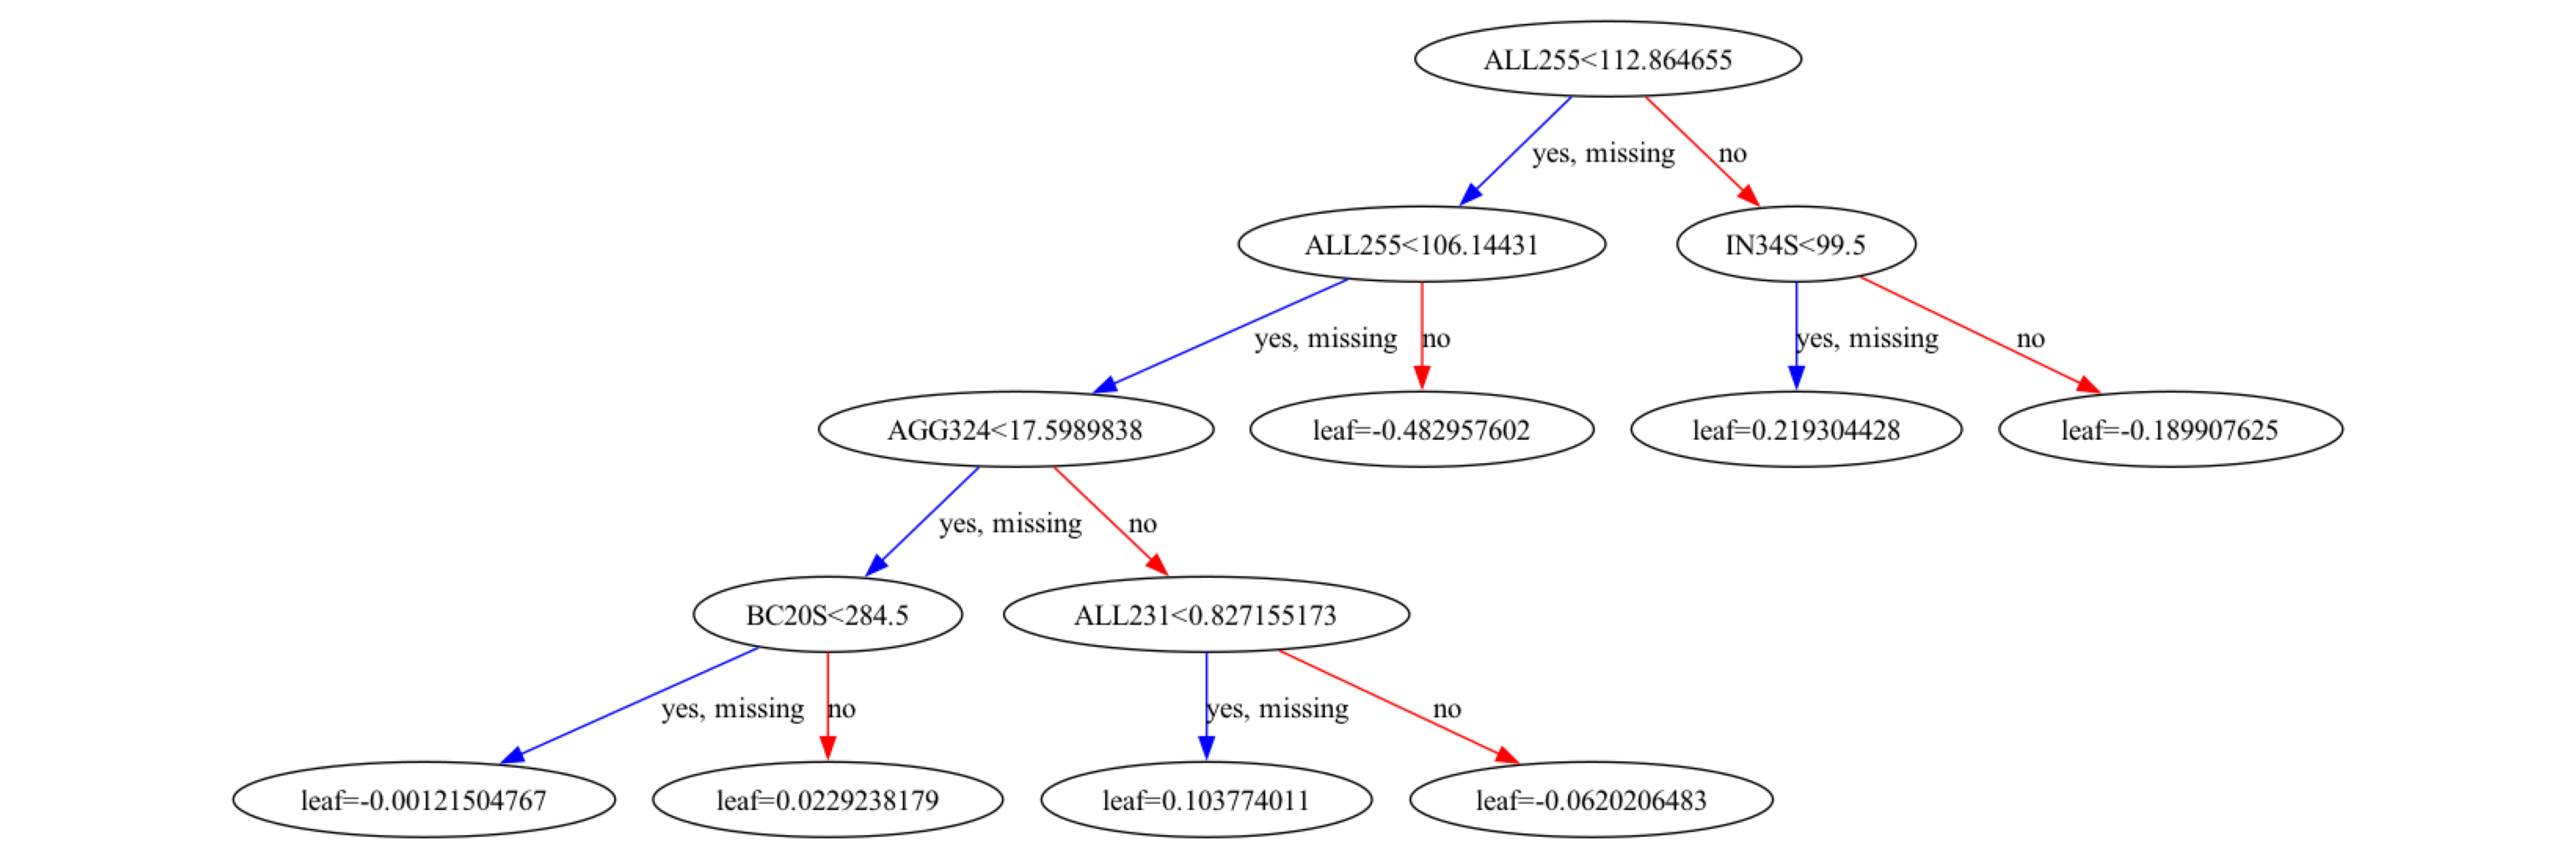 ALL255<112.864655
yes, missing
no
ALL255<106.14431
IN34S<99.5
yes, missing
no
yes, missing
no
AGG324<17.5989838
leaf=-0.482957602
leaf=0.219304428
leaf=-0.189907625
yes, missing
no
BC20S<284.5
ALL231<0.827155173
yes, missing
no
yes, missing
no
leaf=-0.00121504767
leaf=0.0229238179
leaf=0.103774011
leaf=-0.0620206483